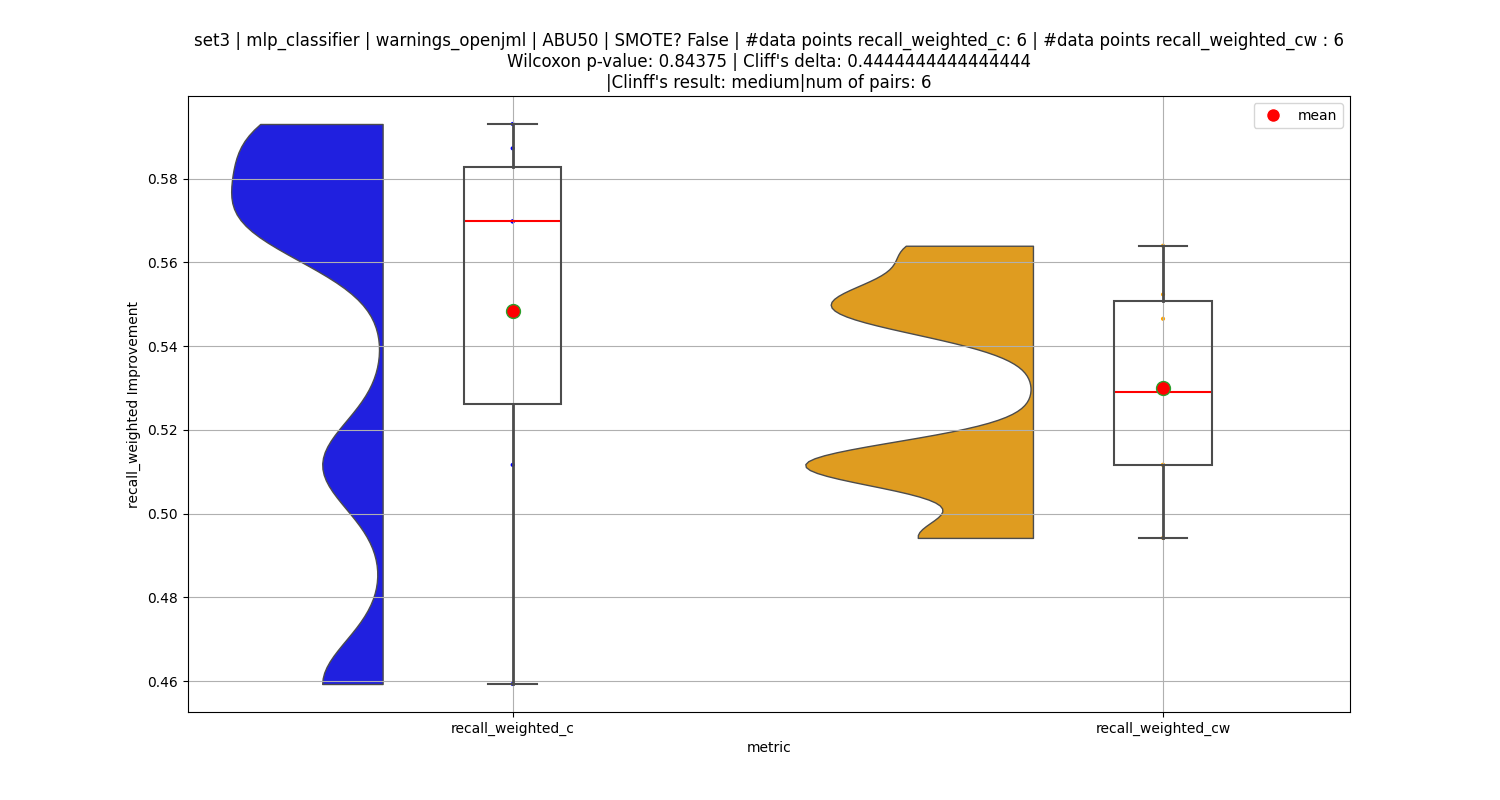 set3 | mlp_classifier | warnings_openjml | ABU50 | SMOTE? False | #data points recall_weighted_c: 6 | #data points recall_weighted_cw : 6
Wilcoxon p-value: 0.84375 | Cliff's delta: 0.4444444444444444
|Clinff's result: medium|num of pairs: 6
mean
0.58
0.56
0.54
0.52
0.50
0.48
0.46
recall_weighted Improvement
recall_weighted_c
recall_weighted_cw
metric